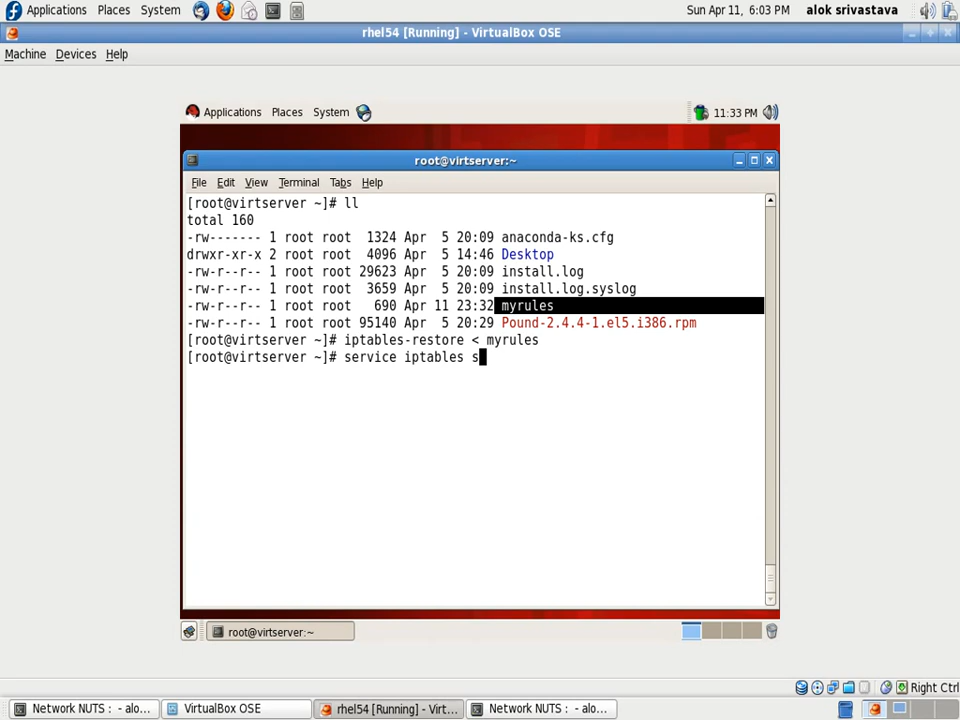 Applications Places System Sun Apr 11, 6:03 PM alok srivastava
rhel54 [Running] - VirtualBox OSE
Machine Devices Help
Applications Places System 11:33 PM
root@virtserver:~
File Edit View Terminal Tabs Help
[root@virtserver ~]# ll
total 160
-rw------- 1 root root 1324 Apr 5 20:09 anaconda-ks.cfg
drwxr-xr-x 2 root root 4096 Apr 5 14:46 Desktop
-rw-r--r-- 1 root root 29623 Apr 5 20:09 install.log
-rw-r--r-- 1 root root 3659 Apr 5 20:09 install.log.syslog
-rw-r--r-- 1 root root 690 Apr 11 23:32 myrules
-rw-r--r-- 1 root root 95140 Apr 5 20:29 Pound-2.4.4-1.el5.i386.rpm
[root@virtserver ~]# iptables-restore < myrules
[root@virtserver ~]# service iptables s
root@virtserver:~
Right Ctrl
Network NUTS : - alo... VirtualBox OSE rhel54 [Running] - Virt... Network NUTS : - alo...